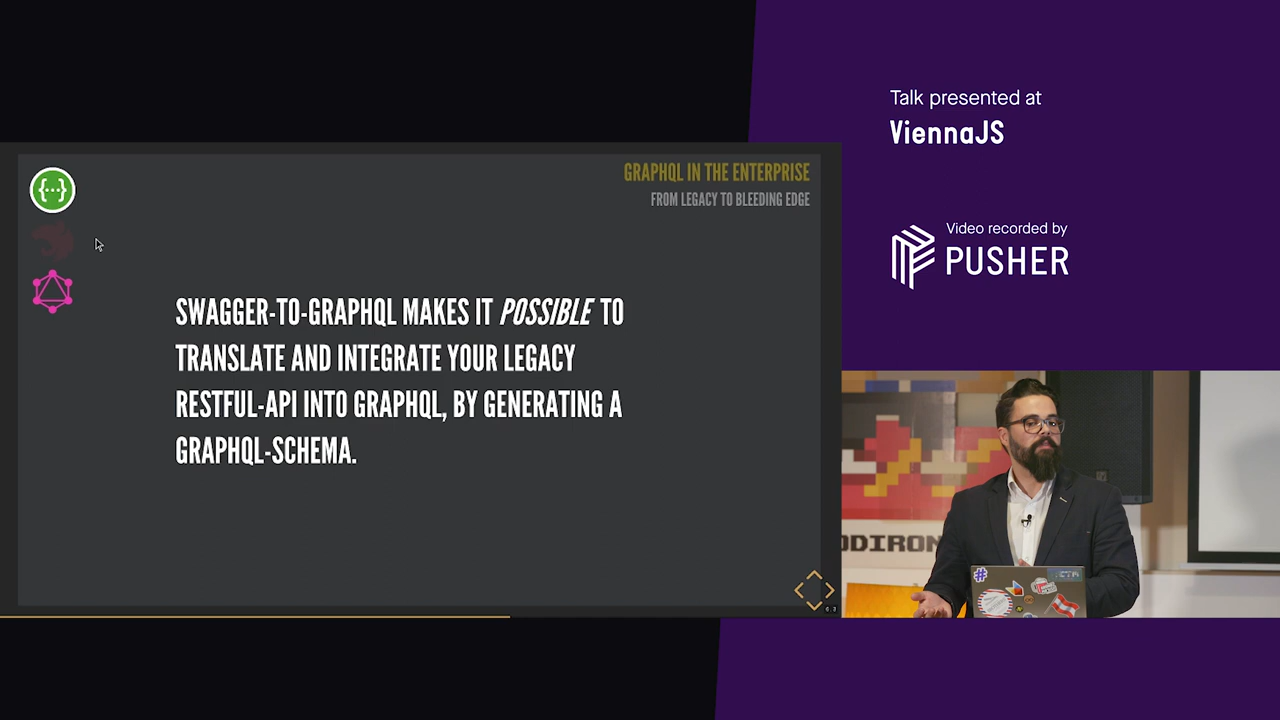 GRAPHQL IN THE ENTERPRISE
FROM LEGACY TO BLEEDING EDGE
SWAGGER-TO-GRAPHQL MAKES IT POSSIBLE TO
TRANSLATE AND INTEGRATE YOUR LEGACY
RESTFUL-API INTO GRAPHQL, BY GENERATING A
GRAPHQL-SCHEMA.
6.3
Talk presented at
ViennaJS
Video recorded by
PUSHER
ODIRON